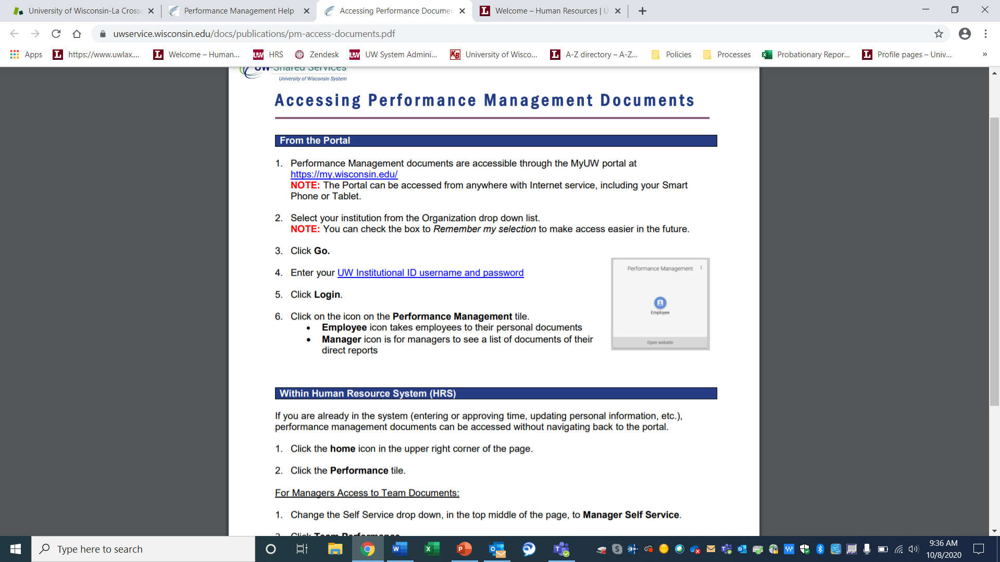 University of Wisconsin-La Crosse
Performance Management Help
Accessing Performance Documen
Welcome – Human Resources | U
uwservice.wisconsin.edu/docs/publications/pm-access-documents.pdf
Apps
https://www.uwlax....
Welcome – Human...
HRS
Zendesk
UW System Admini...
University of Wisco...
A-Z directory – A-Z...
Policies
Processes
Probationary Repor...
Profile pages – Univ...
»
UW-Shared Services
University of Wisconsin System
Accessing Performance Management Documents
From the Portal
1. Performance Management documents are accessible through the MyUW portal at
https://my.wisconsin.edu/
NOTE: The Portal can be accessed from anywhere with Internet service, including your Smart
Phone or Tablet.
2. Select your institution from the Organization drop down list.
NOTE: You can check the box to Remember my selection to make access easier in the future.
3. Click Go.
4. Enter your UW Institutional ID username and password
5. Click Login.
6. Click on the icon on the Performance Management tile.
• Employee icon takes employees to their personal documents
• Manager icon is for managers to see a list of documents of their
direct reports
Performance Management
Employee
Open website
Within Human Resource System (HRS)
If you are already in the system (entering or approving time, updating personal information, etc.),
performance management documents can be accessed without navigating back to the portal.
1. Click the home icon in the upper right corner of the page.
2. Click the Performance tile.
For Managers Access to Team Documents:
1. Change the Self Service drop down, in the top middle of the page, to Manager Self Service.
2. Click Team Performance
Type here to search
9:36 AM
10/8/2020